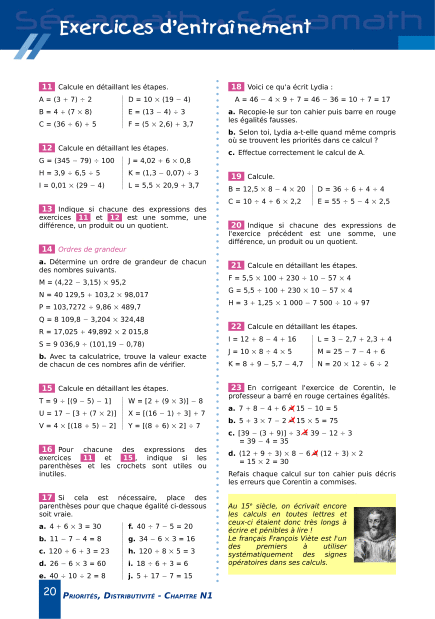 Sésamath
Sésamath
Exercices d'entraînement
11 Calcule en détaillant les étapes.
A = (3 + 7) ÷ 2
D = 10 × (19 − 4)
B = 4 + (7 × 8)
E = (13 − 4) ÷ 3
C = (36 ÷ 6) + 5
F = (5 × 2,6) + 3,7
12 Calcule en détaillant les étapes.
G = (345 − 79) ÷ 100
J = 4,02 + 6 × 0,8
H = 3,9 ÷ 6,5 ÷ 5
K = (1,3 − 0,07) ÷ 3
I = 0,01 × (29 − 4)
L = 5,5 × 20,9 + 3,7
13 Indique si chacune des expressions des
exercices 11 et 12 est une somme, une
différence, un produit ou un quotient.
14 Ordres de grandeur
a. Détermine un ordre de grandeur de chacun
des nombres suivants.
M = (4,22 − 3,15) × 95,2
N = 40 129,5 + 103,2 × 98,017
P = 103,7272 ÷ 9,86 × 489,7
Q = 8 109,8 − 3,204 × 324,48
R = 17,025 + 49,892 × 2 015,8
S = 9 036,9 ÷ (101,19 − 0,78)
b. Avec ta calculatrice, trouve la valeur exacte
de chacun de ces nombres afin de vérifier.
15 Calcule en détaillant les étapes.
T = 9 ÷ [(9 − 5) − 1]
W = [2 + (9 × 3)] − 8
U = 17 − [3 + (7 × 2)]
X = [(16 − 1) ÷ 3] + 7
V = 4 × [(18 + 5) − 2]
Y = [(8 + 6) × 2] ÷ 7
16 Pour chacune des expressions des
exercices 11 et 15, indique si les
parenthèses et les crochets sont utiles ou
inutiles.
17 Si cela est nécessaire, place des
parenthèses pour que chaque égalité ci-dessous
soit vraie.
a. 4 + 6 × 3 = 30
f. 40 ÷ 7 − 5 = 20
b. 11 − 7 − 4 = 8
g. 34 − 6 × 3 = 16
c. 120 ÷ 6 + 3 = 23
h. 120 ÷ 8 × 5 = 3
d. 26 − 6 × 3 = 60
i. 18 ÷ 6 + 3 = 6
e. 40 ÷ 10 ÷ 2 = 8
j. 5 + 17 − 7 = 15
18 Voici ce qu'a écrit Lydia :
A = 46 − 4 × 9 + 7 = 46 − 36 = 10 + 7 = 17
a. Recopie-le sur ton cahier puis barre en rouge
les égalités fausses.
b. Selon toi, Lydia a-t-elle quand même compris
où se trouvent les priorités dans ce calcul ?
c. Effectue correctement le calcul de A.
19 Calcule.
B = 12,5 × 8 − 4 × 20
D = 36 ÷ 6 + 4 ÷ 4
C = 10 ÷ 4 + 6 × 2,2
E = 55 ÷ 5 − 4 × 2,5
20 Indique si chacune des expressions de
l'exercice précédent est une somme, une
différence, un produit ou un quotient.
21 Calcule en détaillant les étapes.
F = 5,5 × 100 + 230 ÷ 10 − 57 × 4
G = 5,5 ÷ 100 + 230 × 10 − 57 × 4
H = 3 + 1,25 × 1 000 − 7 500 ÷ 10 + 97
22 Calcule en détaillant les étapes.
I = 12 + 8 − 4 + 16
L = 3 − 2,7 + 2,3 + 4
J = 10 × 8 ÷ 4 × 5
M = 25 − 7 − 4 + 6
K = 8 + 9 − 5,7 − 4,7
N = 20 × 12 ÷ 6 ÷ 2
23 En corrigeant l'exercice de Corentin, le
professeur a barré en rouge certaines égalités.
a. 7 + 8 − 4 + 6 = 15 − 10 = 5
b. 5 + 3 × 7 − 2 = 15 × 5 = 75
c. [39 − (3 + 9)] ÷ 3 = 39 − 12 ÷ 3
= 39 − 4 = 35
d. (12 + 9 ÷ 3) × 8 − 6 = (12 + 3) × 2
= 15 × 2 = 30
Refais chaque calcul sur ton cahier puis décris
les erreurs que Corentin a commises.
Au 15e siècle, on écrivait encore
les calculs en toutes lettres et
ceux-ci étaient donc très longs à
écrire et pénibles à lire !
Le français François Viète est l'un
des premiers à utiliser
systématiquement des signes
opératoires dans ses calculs.
20 Priorités, Distributivité - Chapitre N1